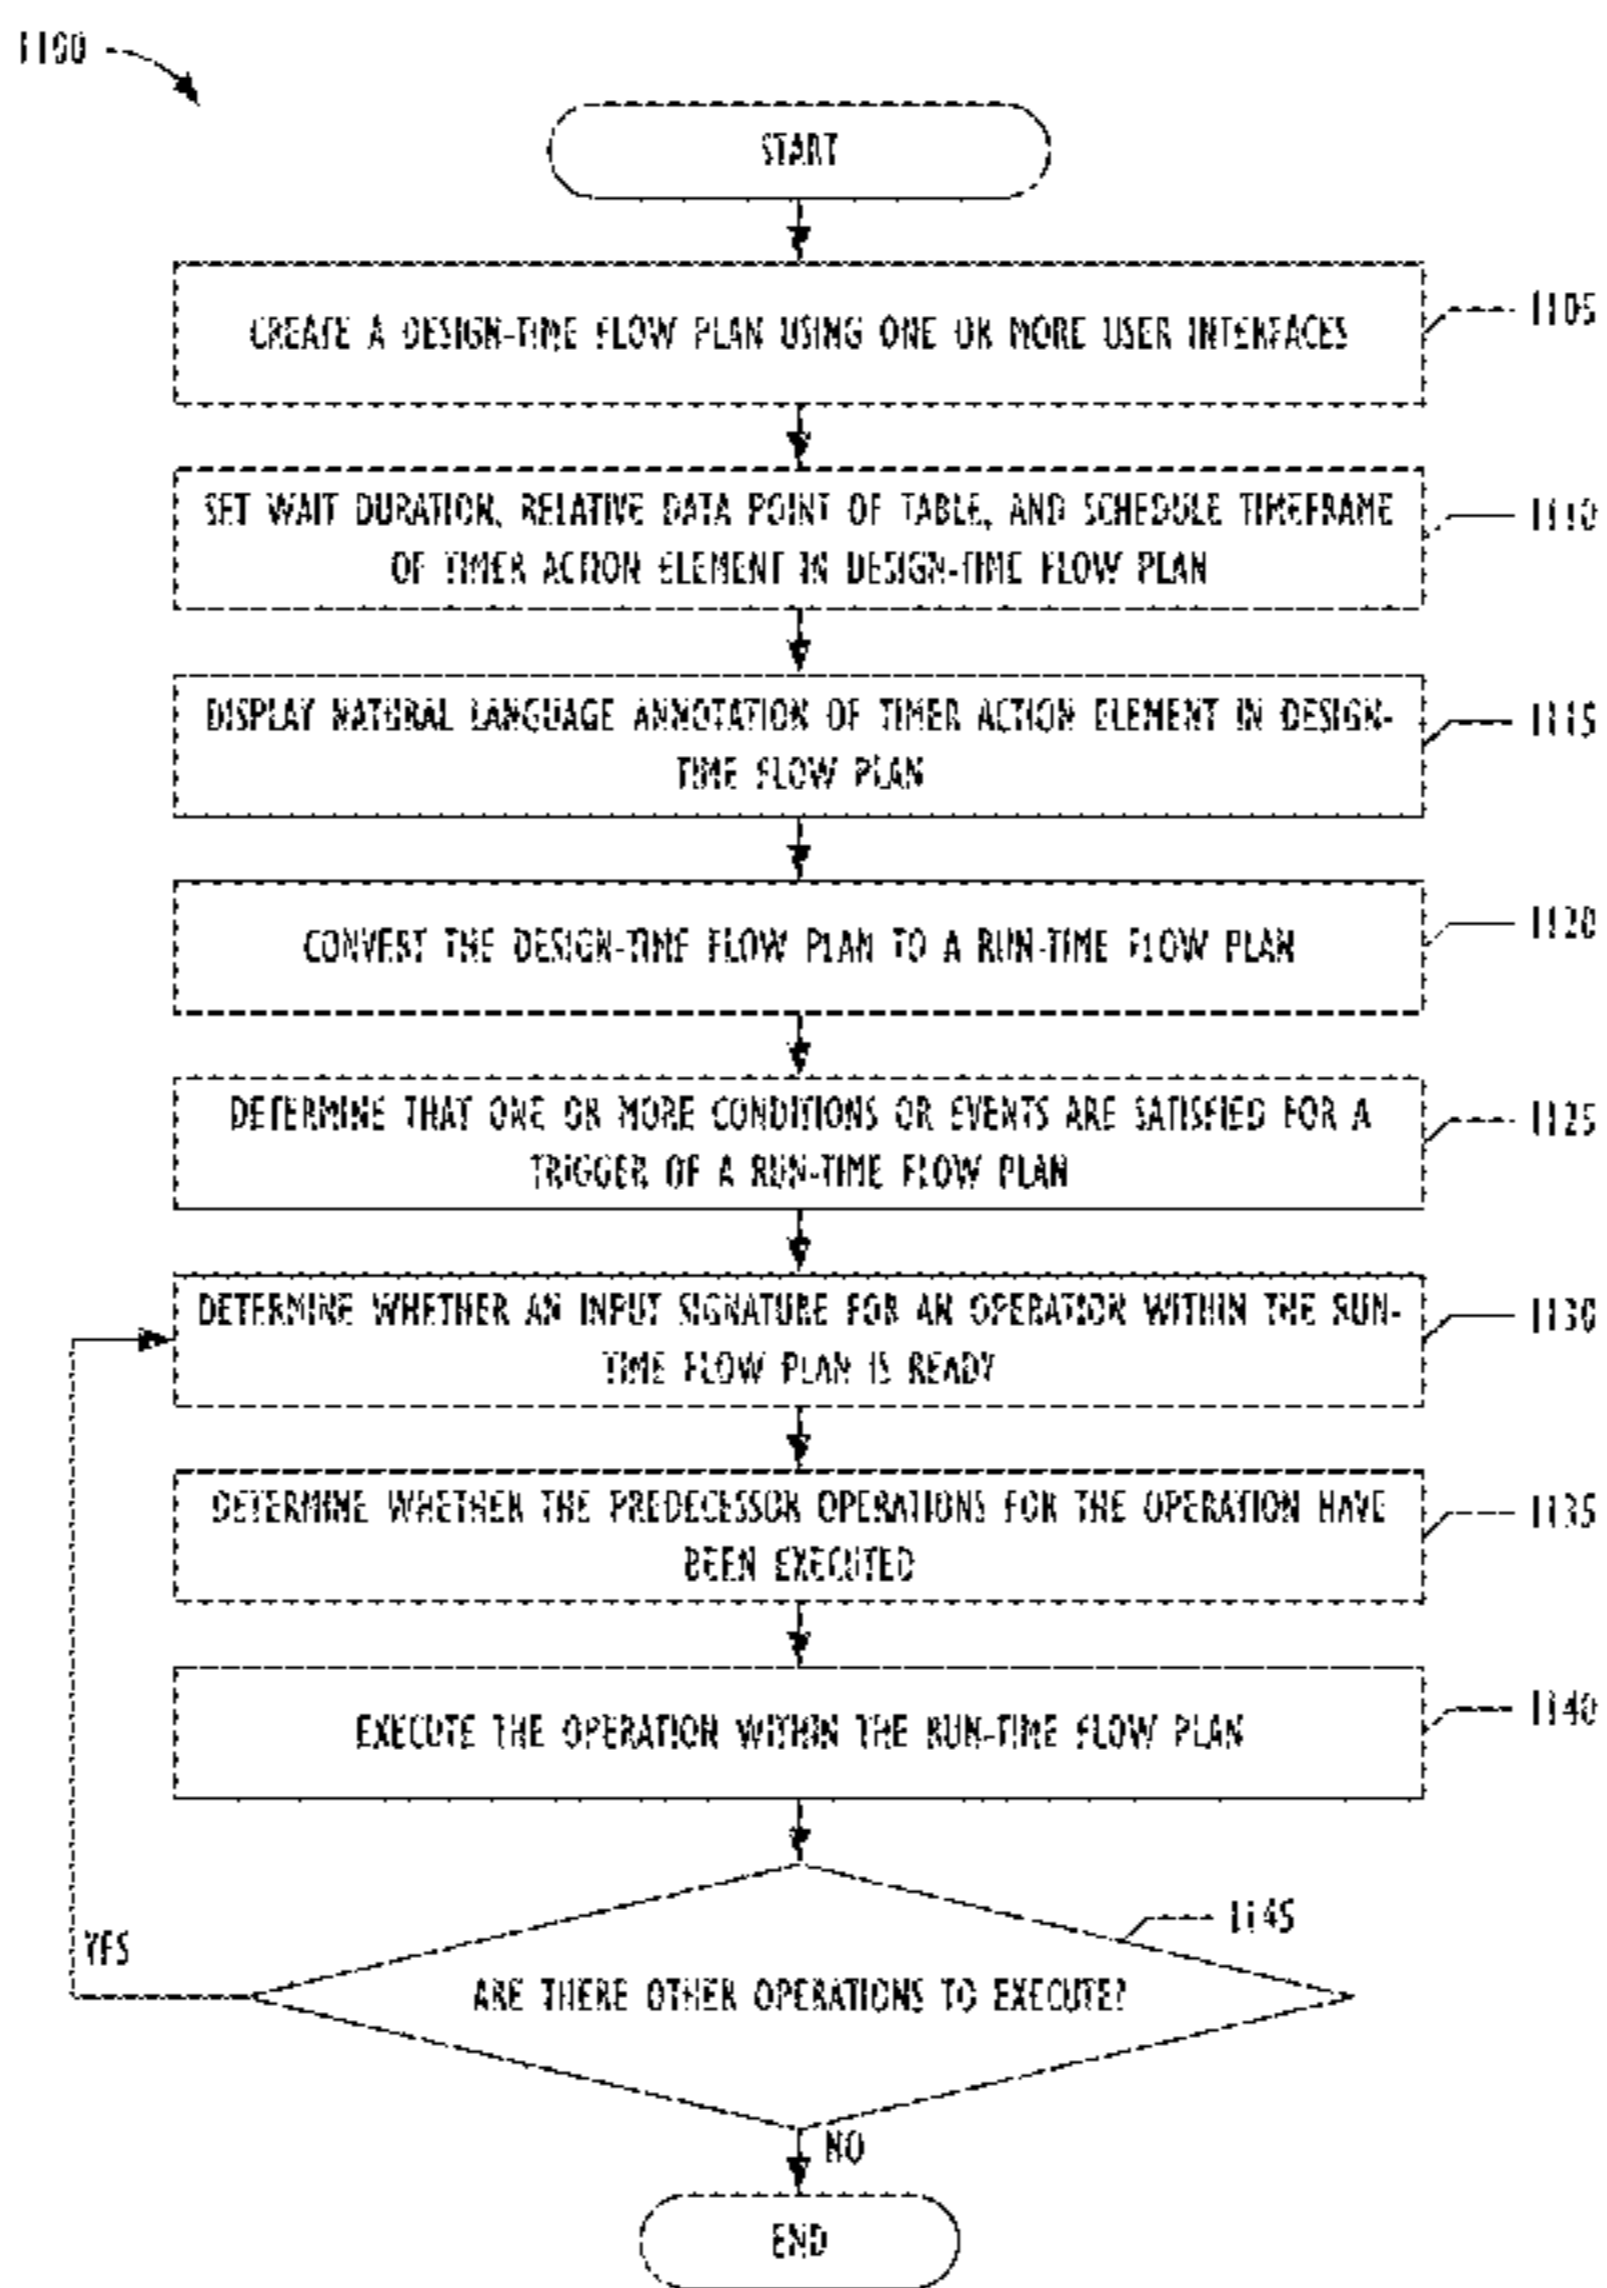 1100
START
CREATE A DESIGN-TIME FLOW PLAN USING ONE OR MORE USER INTERFACES
1105
SET WAIT DURATION, RELATIVE DATA POINT OF TABLE, AND SCHEDULE TIMEFRAME
OF TIMER ACTION ELEMENT IN DESIGN-TIME FLOW PLAN
1110
DISPLAY NATURAL LANGUAGE ANNOTATION OF TIMER ACTION ELEMENT IN DESIGN-
TIME FLOW PLAN
1115
CONVERT THE DESIGN-TIME FLOW PLAN TO A RUN-TIME FLOW PLAN
1120
DETERMINE THAT ONE OR MORE CONDITIONS OR EVENTS ARE SATISFIED FOR A
TRIGGER OF A RUN-TIME FLOW PLAN
1125
DETERMINE WHETHER AN INPUT SIGNATURE FOR AN OPERATION WITHIN THE RUN-
TIME FLOW PLAN IS READY
1130
DETERMINE WHETHER THE PREDECESSOR OPERATIONS FOR THE OPERATION HAVE
BEEN EXECUTED
1135
EXECUTE THE OPERATION WITHIN THE RUN-TIME FLOW PLAN
1140
1145
YES
ARE THERE OTHER OPERATIONS TO EXECUTE?
NO
END